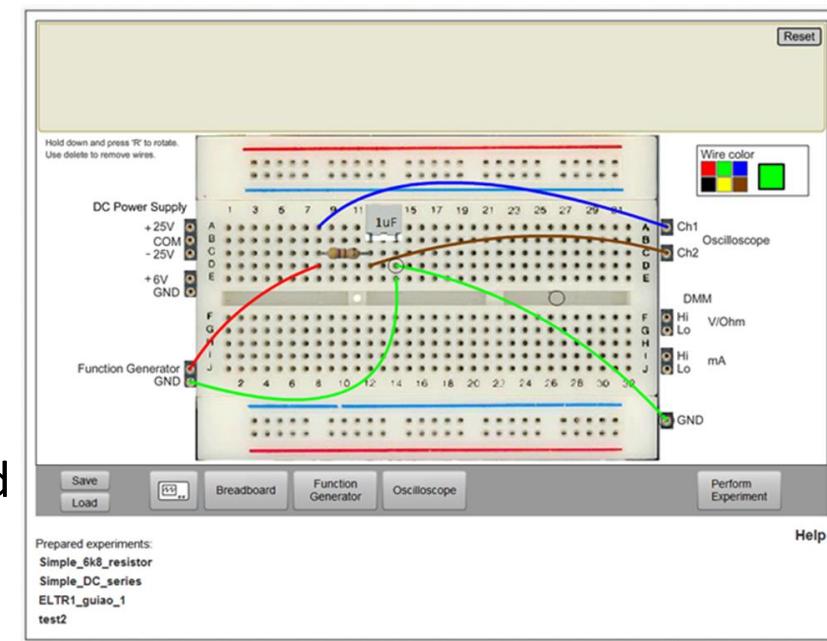 Reset
Hold down and press 'R' to rotate.
Use delete to remove wires.
Wire color
DC Power Supply
+25V
COM
-25V
+6V
GND
1 3 5 7 9 11 15 17 19 21 23 25 27 29 31
A
B
C
D
E
1uF
A
B
C
D
E
Ch1
Ch2
Oscilloscope
DMM
F
G
H
I
J
F
G
H
I
J
Hi
Lo
V/Ohm
Hi
Lo
mA
Function Generator
GND
2 4 6 8 10 12 14 16 18 20 22 24 26 28 30 32
GND
d
Save
Load
Breadboard
Function
Generator
Oscilloscope
Perform
Experiment
Help
Prepared experiments:
Simple_6k8_resistor
Simple_DC_series
ELTR1_guiao_1
test2